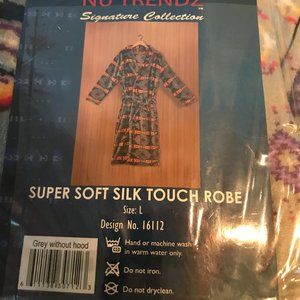 NU TRENDZ
Signature Collection
SUPER SOFT SILK TOUCH ROBE
Size: L
Design No. 16112
Hand or machine wash
in warm water only
Grey without hood
Do not iron.
Do not dryclean.